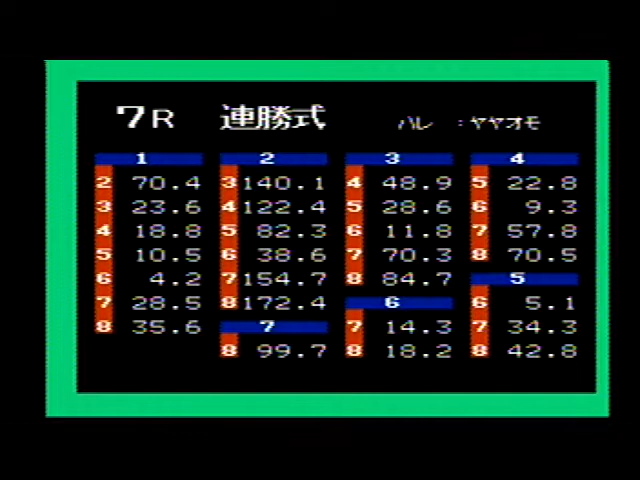 7R 連勝式 ハレ :ヤヤオモ
1 2 3 4
2 70.4 3 140.1 4 48.9 5 22.8
3 23.6 4 122.4 5 28.6 6 9.3
4 18.8 5 82.3 6 11.8 7 57.8
5 10.5 6 38.6 7 70.3 8 70.5
6 4.2 7 154.7 8 84.7 5
7 28.5 8 172.4 6 6 5.1
8 35.6 7 7 14.3 7 34.3
8 99.7 8 18.2 8 42.8